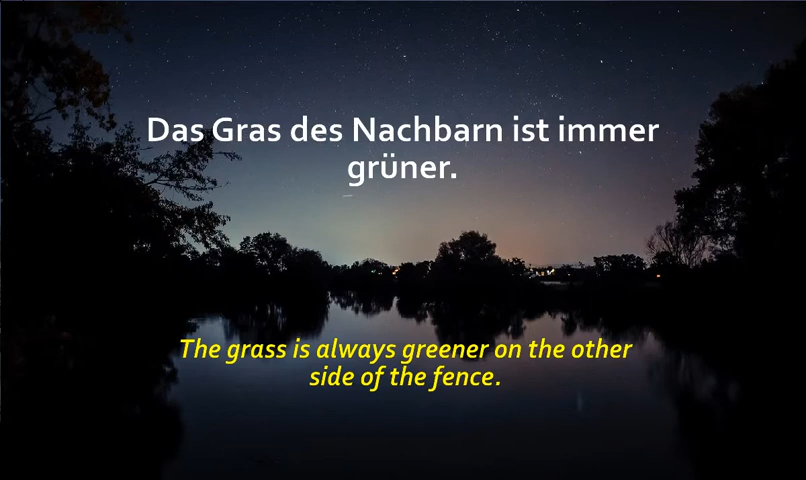 Das Gras des Nachbarn ist immer
grüner.
The grass is always greener on the other
side of the fence.